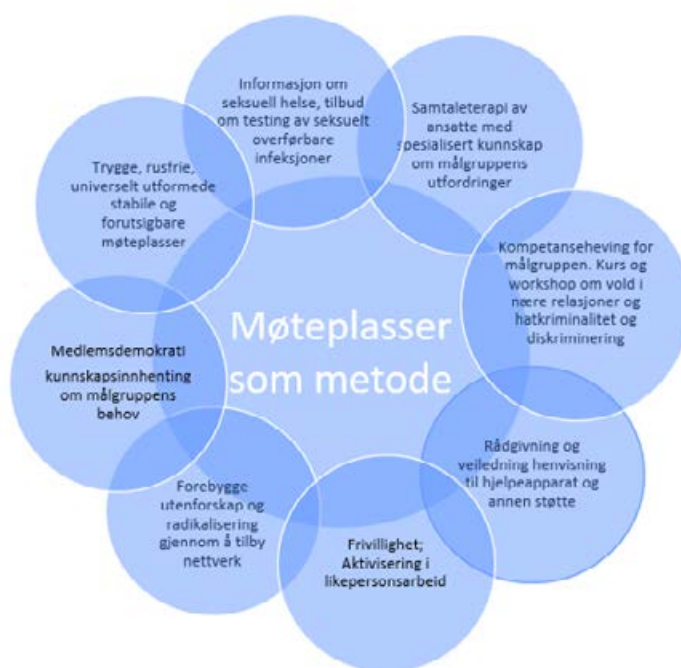 Informasjon om
seksuell helse, tilbud
om testing av seksuelt
overførbare
infeksjoner
Samtaleterapi av
ansatte med
spesialisert kunnskap
om målgruppens
utfordringer
Kompetanseheving for
målgruppen. Kurs og
workshop om vold i
nære relasjoner og
hatkriminalitet og
diskriminering
Rådgivning og
veiledning henvisning
til hjelpeapparat og
annen støtte
Frivillighet;
Aktivisering i
likepersonsarbeid
Forebygge
utenforskap og
radikalisering
gjennom å tilby
nettverk
Medlemsdemokrati
kunnskapsinnhenting
om målgruppens
behov
Trygge, rusfrie,
universelt utformede
stabile og
forutsigbare
møteplasser
Møteplasser
som metode